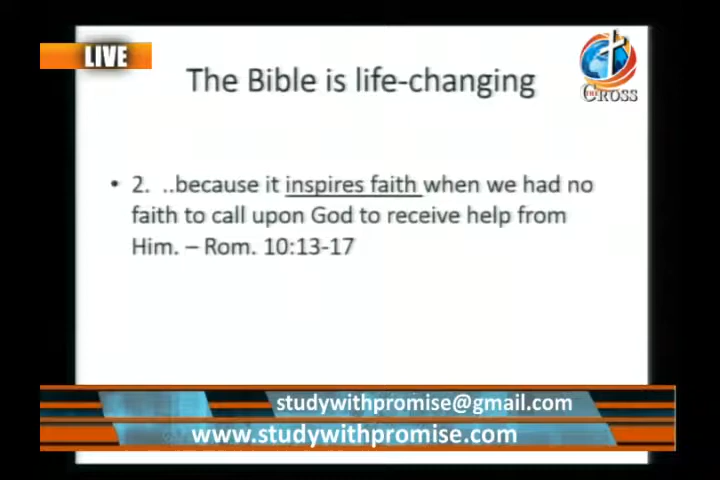 LIVE
The Bible is life-changing
THE
CROSS
• 2. ..because it inspires faith when we had no
faith to call upon God to receive help from
Him. – Rom. 10:13-17
studywithpromise@gmail.com
www.studywithpromise.com